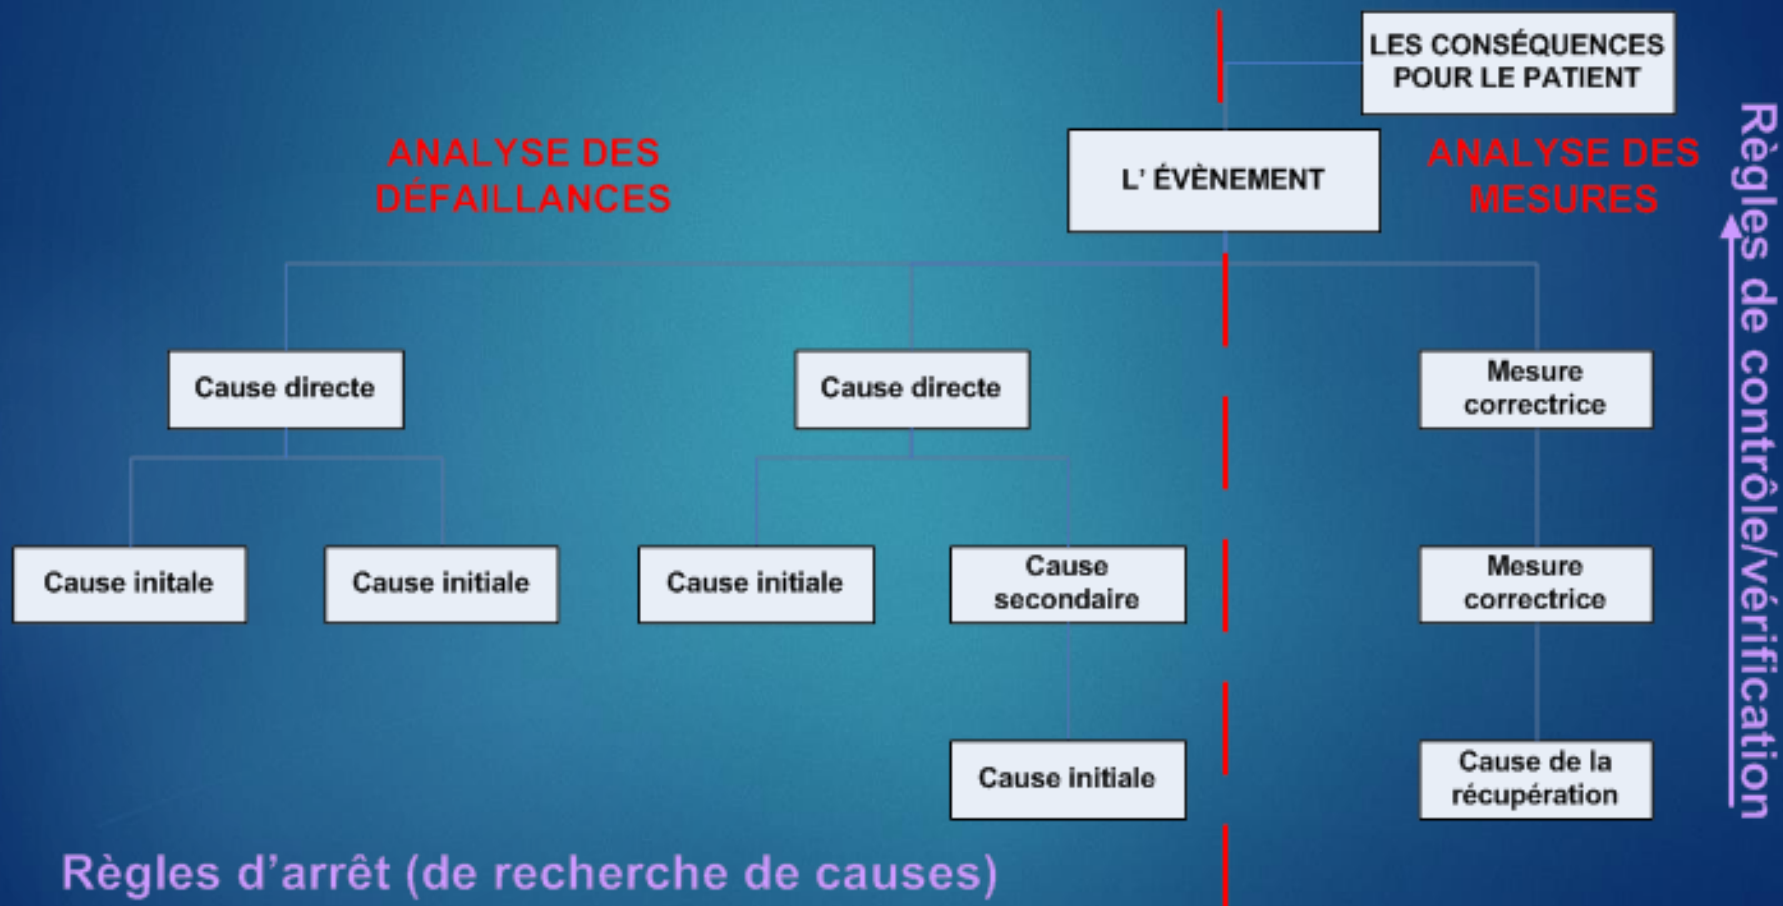 LES CONSÉQUENCES
POUR LE PATIENT
ANALYSE DES
DÉFAILLANCES
L' ÉVÈNEMENT
ANALYSE DES
MESURES
Cause directe
Cause directe
Mesure
correctrice
Cause initale
Cause initiale
Cause initiale
Cause
secondaire
Mesure
correctrice
Cause initiale
Cause de la
récupération
Règles d'arrêt (de recherche de causes)
Règles de contrôle/vérification